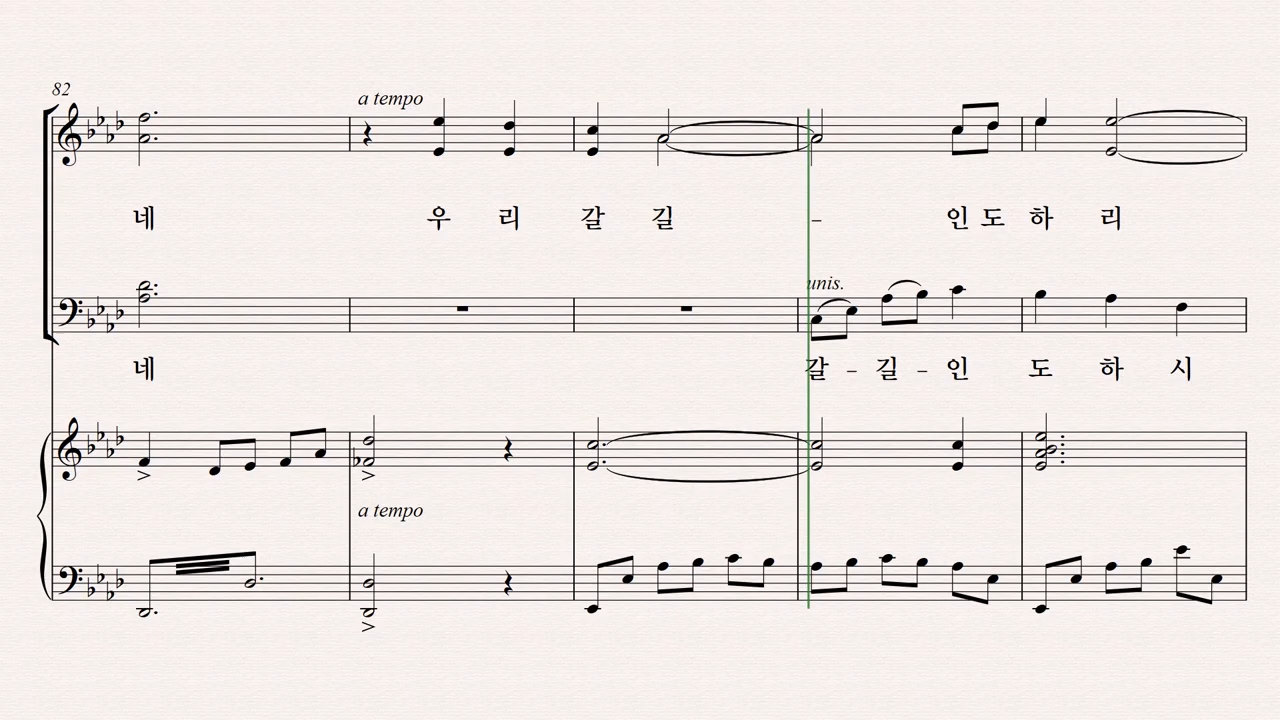 82
a tempo
네 우 리 갈 길 - 인 도 하 리
unis.
네 갈 - 길 - 인 도 하 시
a tempo